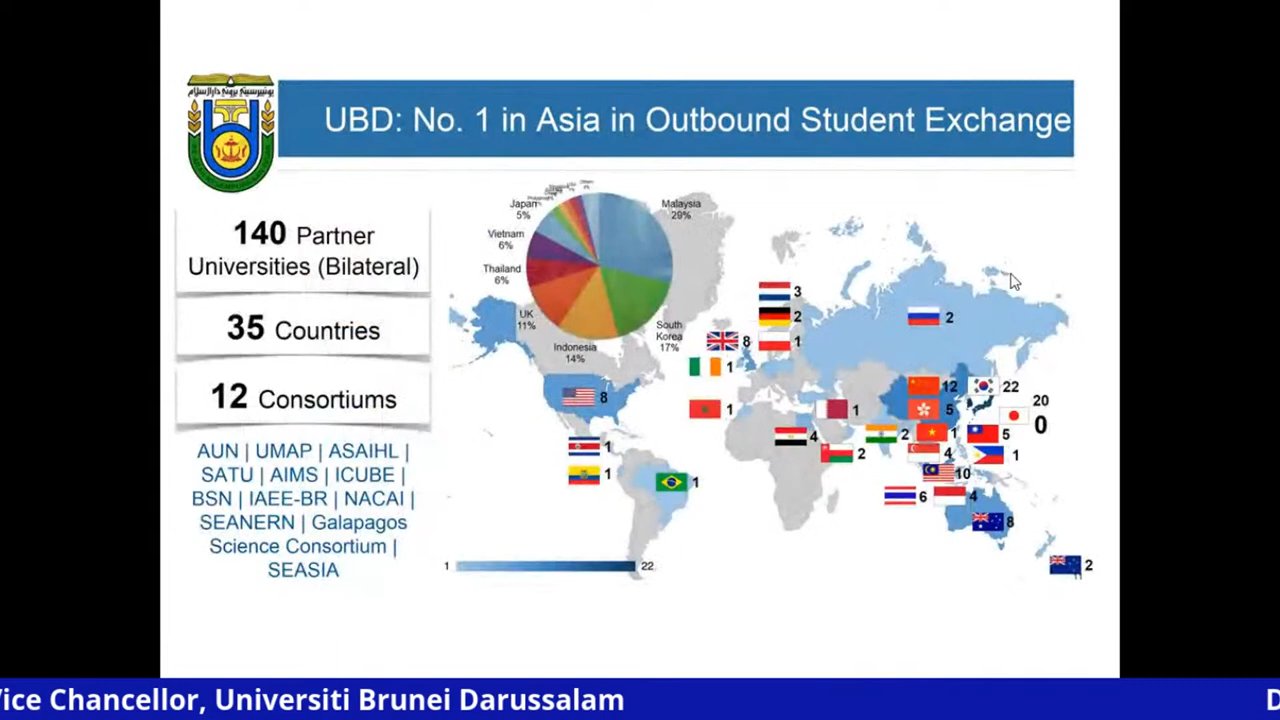 يونيبرسيتي بروني دارالسلام
UBD: No. 1 in Asia in Outbound Student Exchange
140 Partner
Universities (Bilateral)
35 Countries
12 Consortiums
AUN | UMAP | ASAIHL |
SATU | AIMS | ICUBE |
BSN | IAEE-BR | NACAI |
SEANERN | Galapagos
Science Consortium |
SEASIA
Malaysia
29%
South
Korea
17%
Indonesia
14%
UK
11%
Thailand
6%
Vietnam
6%
Japan
5%
3
2
8
1
1
2
8
1
1
1
1
4
1
2
12
22
5
20
0
2
1
5
4
1
10
6
4
8
2
1
22
Vice Chancellor, Universiti Brunei Darussalam
D